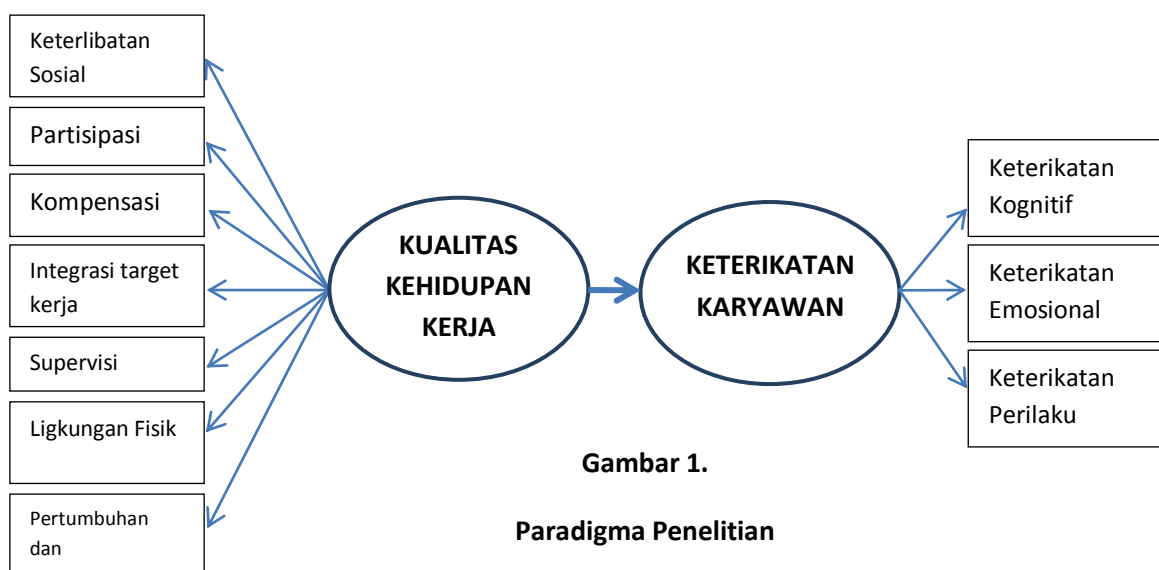 Keterlibatan
Sosial
Partisipasi
Kompensasi
Integrasi target
kerja
Supervisi
Ligkungan Fisik
Pertumbuhan
dan
KUALITAS
KEHIDUPAN
KERJA
KETERIKATAN
KARYAWAN
Keterikatan
Kognitif
Keterikatan
Emosional
Keterikatan
Perilaku
Gambar 1.
Paradigma Penelitian